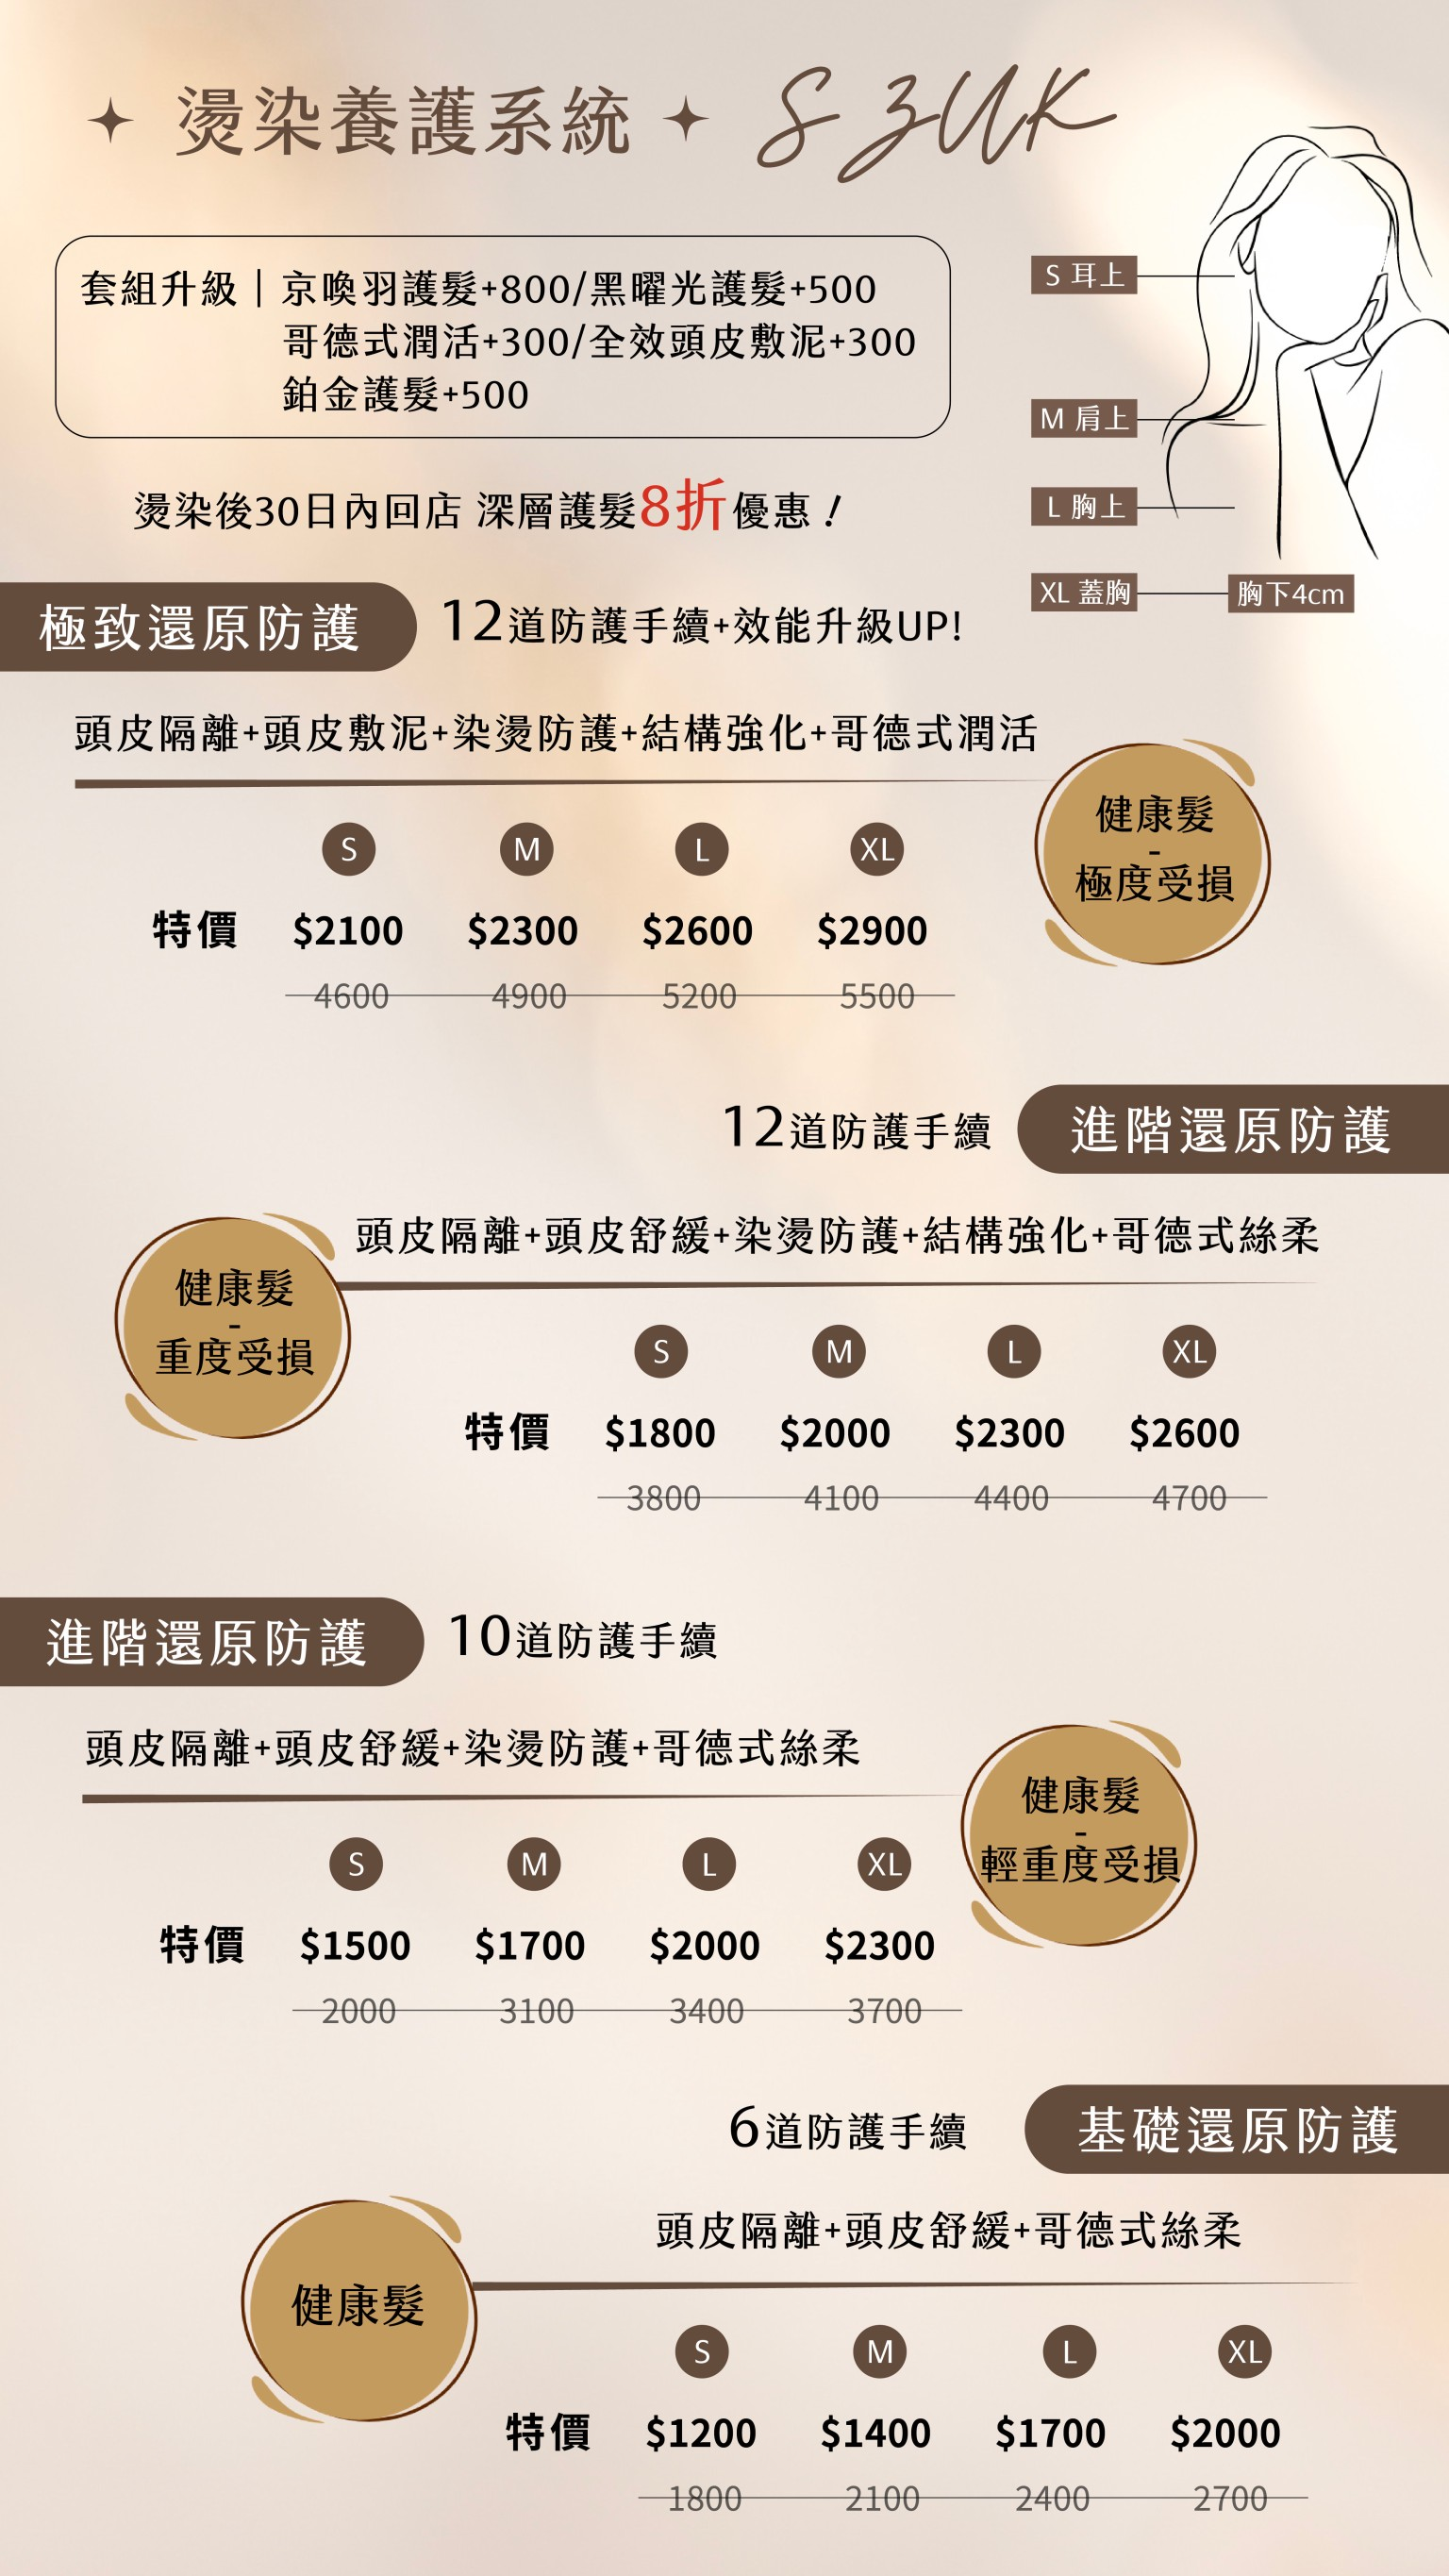 燙染養護系統 SZUK
套組升級｜京喚羽護髮+800/黑曜光護髮+500
哥德式潤活+300/全效頭皮敷泥+300
鉑金護髮+500
S 耳上
M 肩上
L 胸上
XL 蓋胸 胸下4cm
燙染後30日內回店 深層護髮8折優惠！
極致還原防護 12道防護手續+效能升級UP!
頭皮隔離+頭皮敷泥+染燙防護+結構強化+哥德式潤活
健康髮
-
極度受損
S M L XL
特價 $2100 $2300 $2600 $2900
4600 4900 5200 5500
12道防護手續 進階還原防護
頭皮隔離+頭皮舒緩+染燙防護+結構強化+哥德式絲柔
健康髮
-
重度受損
S M L XL
特價 $1800 $2000 $2300 $2600
3800 4100 4400 4700
進階還原防護 10道防護手續
頭皮隔離+頭皮舒緩+染燙防護+哥德式絲柔
健康髮
-
輕重度受損
S M L XL
特價 $1500 $1700 $2000 $2300
2000 3100 3400 3700
6道防護手續 基礎還原防護
頭皮隔離+頭皮舒緩+哥德式絲柔
健康髮
S M L XL
特價 $1200 $1400 $1700 $2000
1800 2100 2400 2700